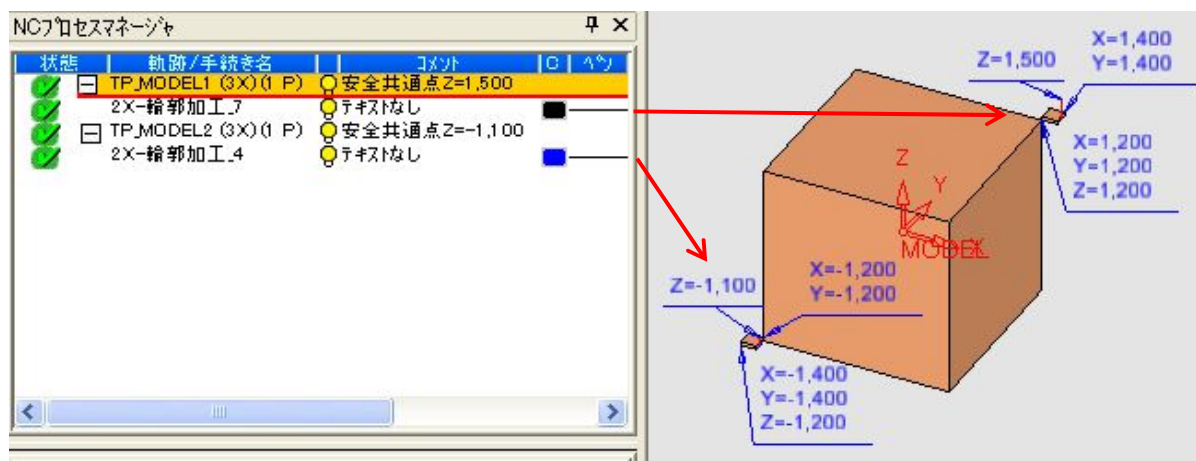 NCプロセスマネージャ
状態 軌跡/手続き名 コメント C ペン
TP_MODEL1 (3X)(1 P) 安全共通点Z=1,500
2X-輪郭加工_7 テキストなし
TP_MODEL2 (3X)(1 P) 安全共通点Z=-1,100
2X-輪郭加工_4 テキストなし
X=1,400
Y=1,400
Z=1,500
X=1,200
Y=1,200
Z=1,200
Z
Y
X
MODEL
X=-1,200
Y=-1,200
Z=-1,100
X=-1,400
Y=-1,400
Z=-1,200